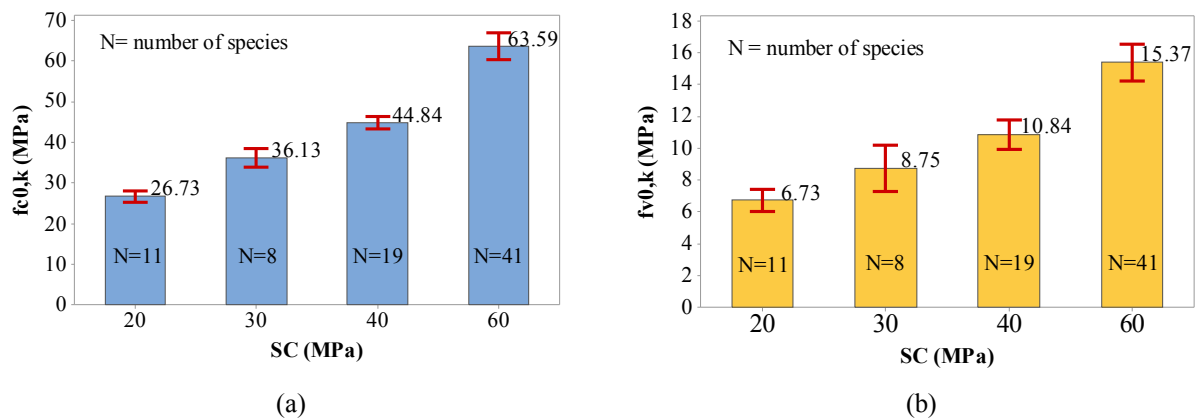 70
60
50
40
30
20
10
0
fc0,k (MPa)
N= number of species
26.73
36.13
44.84
63.59
N=11
N=8
N=19
N=41
20
30
40
60
SC (MPa)
(a)
18
16
14
12
10
8
6
4
2
0
fv0,k (MPa)
N = number of species
6.73
8.75
10.84
15.37
N=11
N=8
N=19
N=41
20
30
40
60
SC (MPa)
(b)